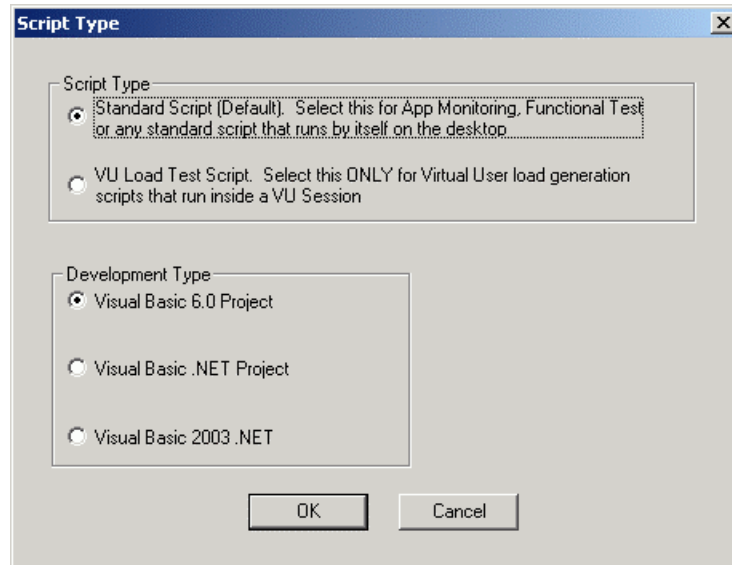 Script Type
Script Type
Standard Script (Default).  Select this for App Monitoring, Functional Test
or any standard script that runs by itself on the desktop
VU Load Test Script.  Select this ONLY for Virtual User load generation
scripts that run inside a VU Session
Development Type
Visual Basic 6.0 Project
Visual Basic .NET Project
Visual Basic 2003 .NET
OK
Cancel